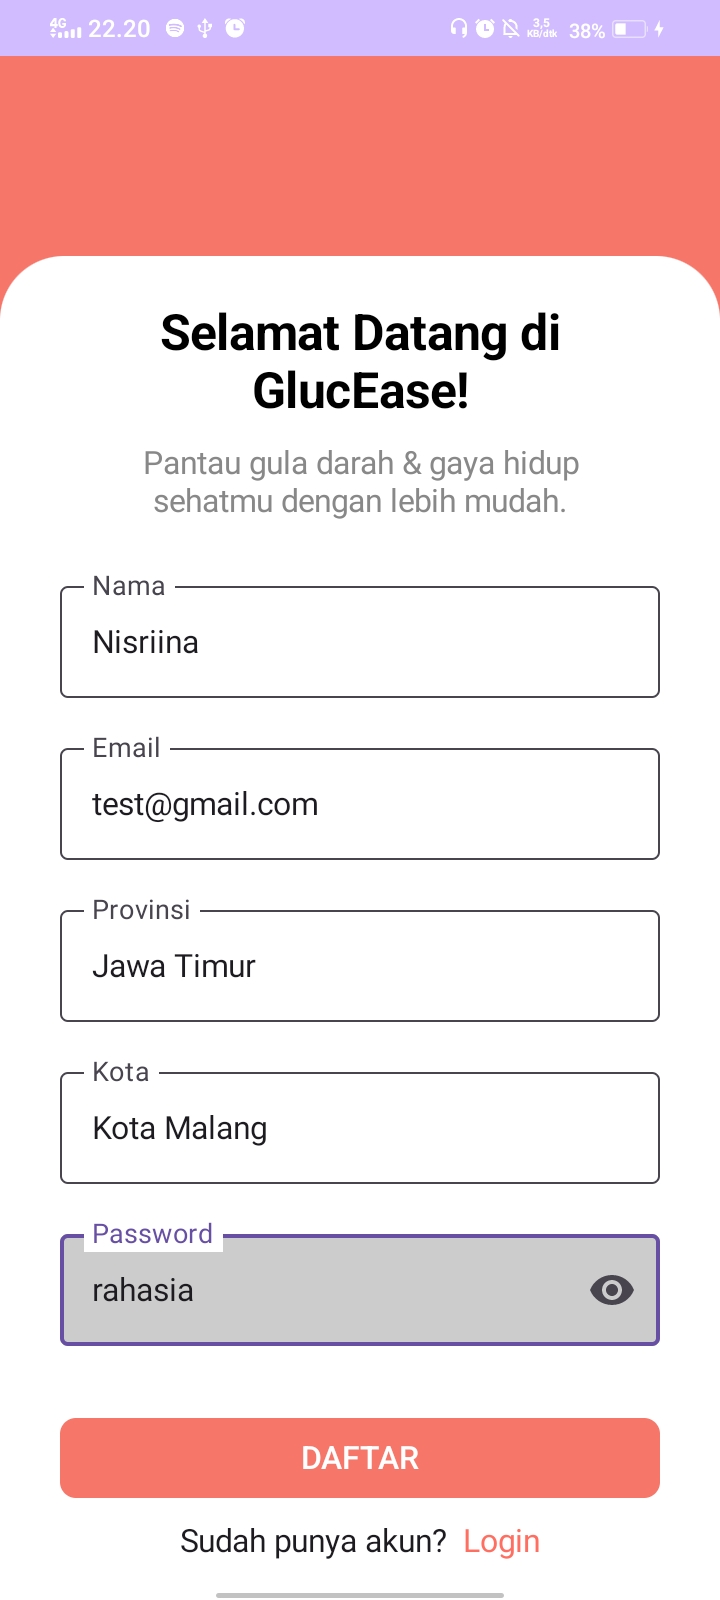 4G 22.20 3,5 KB/dtk 38%
Selamat Datang di
GlucEase!
Pantau gula darah & gaya hidup
sehatmu dengan lebih mudah.
Nama
Nisriina
Email
test@gmail.com
Provinsi
Jawa Timur
Kota
Kota Malang
Password
rahasia
DAFTAR
Sudah punya akun? Login